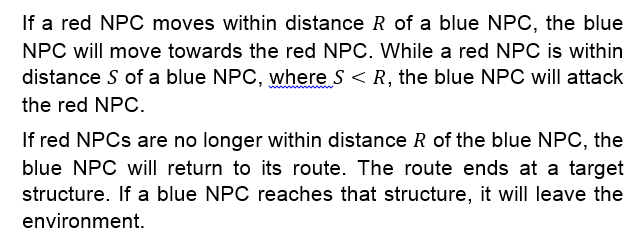 If a red NPC moves within distance R of a blue NPC, the blue
NPC will move towards the red NPC. While a red NPC is within
distance S of a blue NPC, where S < R, the blue NPC will attack
the red NPC.
If red NPCs are no longer within distance R of the blue NPC, the
blue NPC will return to its route. The route ends at a target
structure. If a blue NPC reaches that structure, it will leave the
environment.